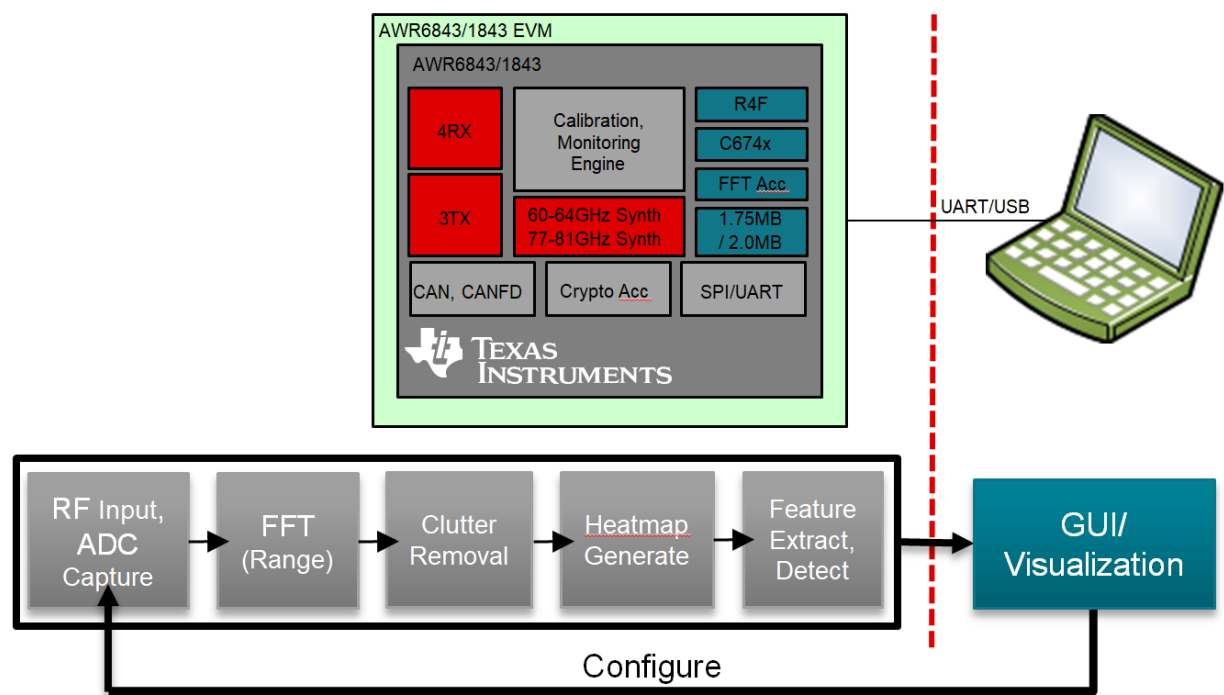 AWR6843/1843 EVM
AWR6843/1843
4RX
3TX
Calibration,
Monitoring
Engine
60-64GHz Synth
77-81GHz Synth
R4F
C674x
FFT Acc
1.75MB
/ 2.0MB
CAN, CANFD
Crypto Acc
SPI/UART
TEXAS
INSTRUMENTS
UART/USB
RF Input,
ADC
Capture
FFT
(Range)
Clutter
Removal
Heatmap
Generate
Feature
Extract,
Detect
GUI/
Visualization
Configure